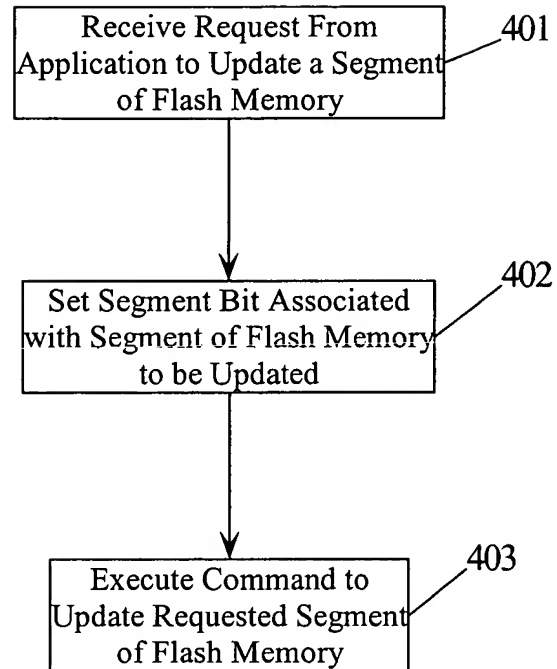 Receive Request From
Application to Update a Segment
of Flash Memory
401
Set Segment Bit Associated
with Segment of Flash Memory
to be Updated
402
Execute Command to
Update Requested Segment
of Flash Memory
403